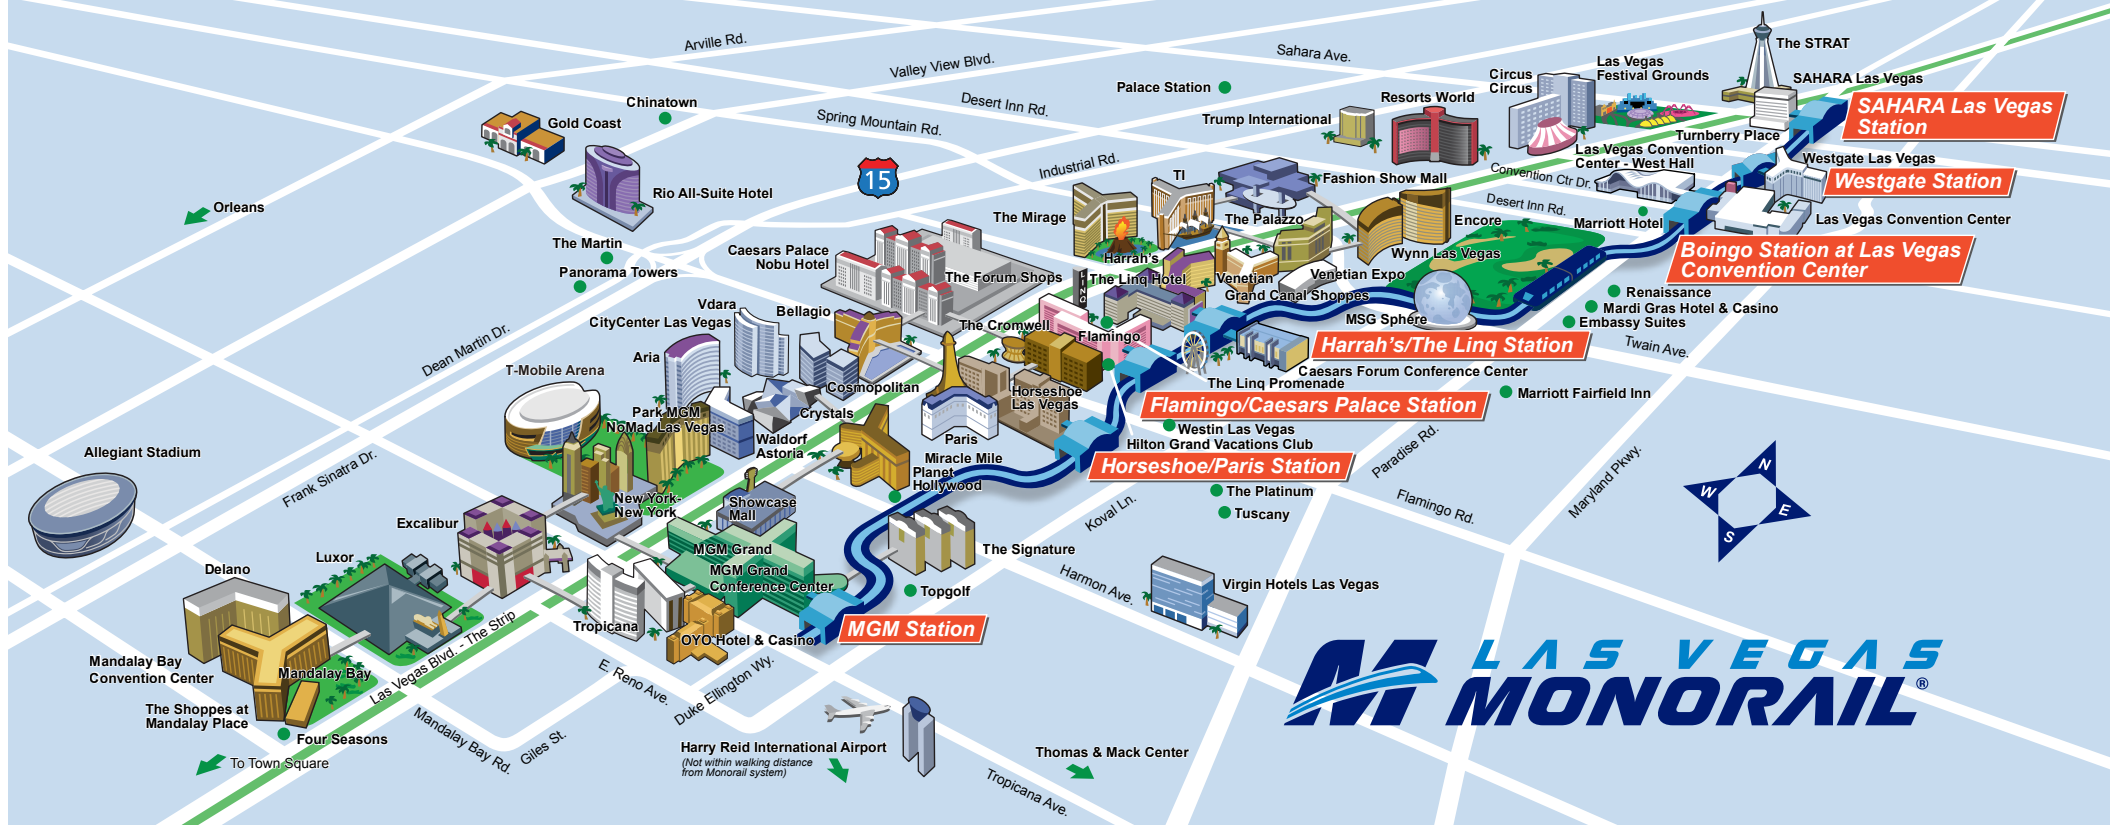 Arville Rd.
Valley View Blvd.
Sahara Ave.
Desert Inn Rd.
Spring Mountain Rd.
Industrial Rd.
15
Palace Station
Chinatown
Gold Coast
Rio All-Suite Hotel
Orleans
The Martin
Panorama Towers
Trump International
Resorts World
Circus
Circus
Las Vegas
Festival Grounds
The STRAT
SAHARA Las Vegas
SAHARA Las Vegas
Station
Turnberry Place
Las Vegas Convention
Center - West Hall
Westgate Las Vegas
Westgate Station
Convention Ctr Dr.
Desert Inn Rd.
Marriott Hotel
Las Vegas Convention Center
Boingo Station at Las Vegas
Convention Center
Fashion Show Mall
TI
The Mirage
The Palazzo
Encore
Wynn Las Vegas
Harrah's
Venetian
Venetian Expo
Grand Canal Shoppes
The Linq Hotel
LINQ
Caesars Palace
Nobu Hotel
The Forum Shops
MSG Sphere
Renaissance
Mardi Gras Hotel & Casino
Embassy Suites
Twain Ave.
Harrah's/The Linq Station
Caesars Forum Conference Center
The Linq Promenade
Marriott Fairfield Inn
Flamingo/Caesars Palace Station
Westin Las Vegas
Hilton Grand Vacations Club
Horseshoe/Paris Station
The Cromwell
Flamingo
Horseshoe
Las Vegas
Vdara
CityCenter Las Vegas
Bellagio
Aria
Cosmopolitan
Crystals
Paris
Dean Martin Dr.
T-Mobile Arena
Park MGM
NoMad Las Vegas
Waldorf
Astoria
Miracle Mile
Planet
Hollywood
Allegiant Stadium
Frank Sinatra Dr.
New York-
New York
Showcase
Mall
Excalibur
MGM Grand
MGM Grand
Conference Center
The Signature
Topgolf
MGM Station
The Platinum
Tuscany
Koval Ln.
Paradise Rd.
Flamingo Rd.
Maryland Pkwy.
N
W
E
S
Harmon Ave.
Virgin Hotels Las Vegas
Luxor
Delano
Tropicana
OYO Hotel & Casino
Mandalay Bay
Convention Center
Mandalay Bay
Las Vegas Blvd. - The Strip
The Shoppes at
Mandalay Place
Four Seasons
To Town Square
Mandalay Bay Rd.
Giles St.
E. Reno Ave.
Duke Ellington Wy.
Harry Reid International Airport
(Not within walking distance
from Monorail system)
Thomas & Mack Center
Tropicana Ave.
LAS VEGAS
MONORAIL®